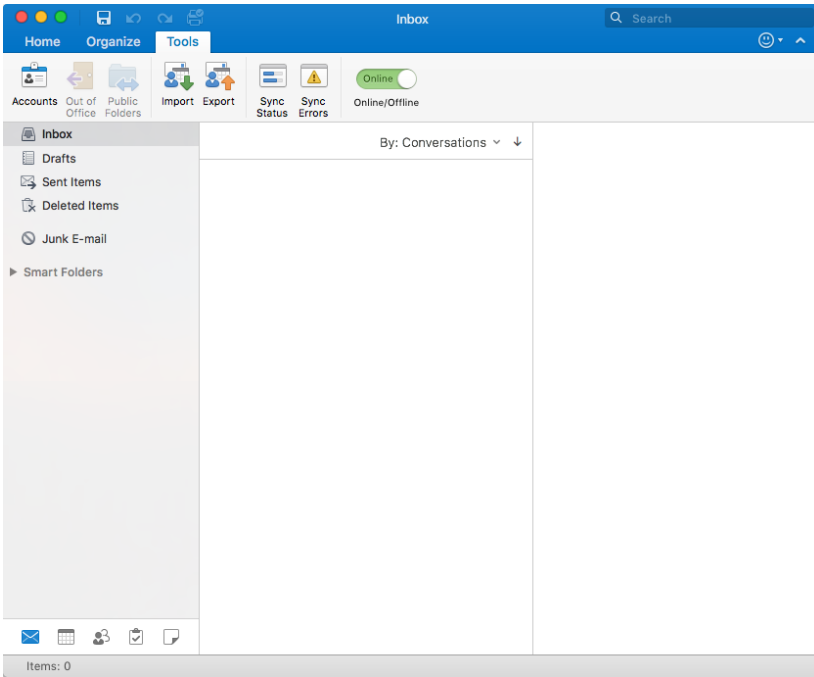 Inbox
Search
Home Organize Tools
Accounts Out of Office Public Folders Import Export Sync Status Sync Errors Online Online/Offline
Inbox
By: Conversations
Drafts
Sent Items
Deleted Items
Junk E-mail
Smart Folders
Items: 0